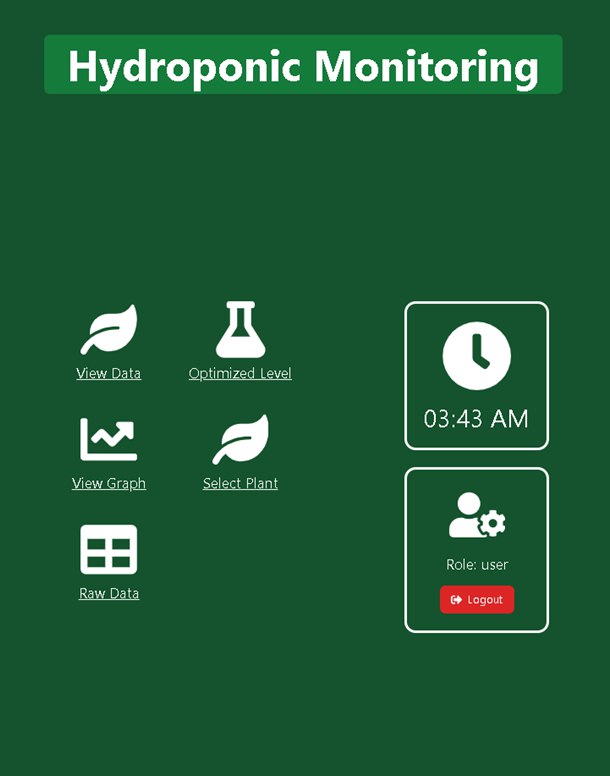 Hydroponic Monitoring
View Data
Optimized Level
View Graph
Select Plant
Raw Data
03:43 AM
Role: user
Logout